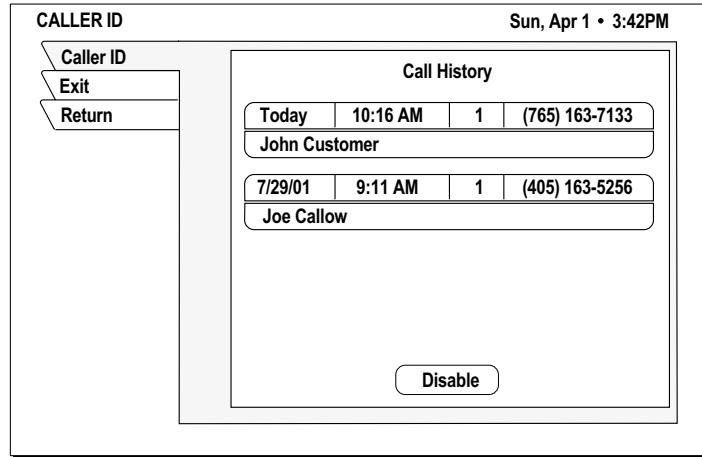 CALLER ID Sun, Apr 1 • 3:42PM
Caler ID
Exit
Return
Call History
Today 10:16 AM 1 (765) 163-7133
John Customer
7/29/01 9:11 AM 1 (405) 163-5256
Joe Callow
Disable